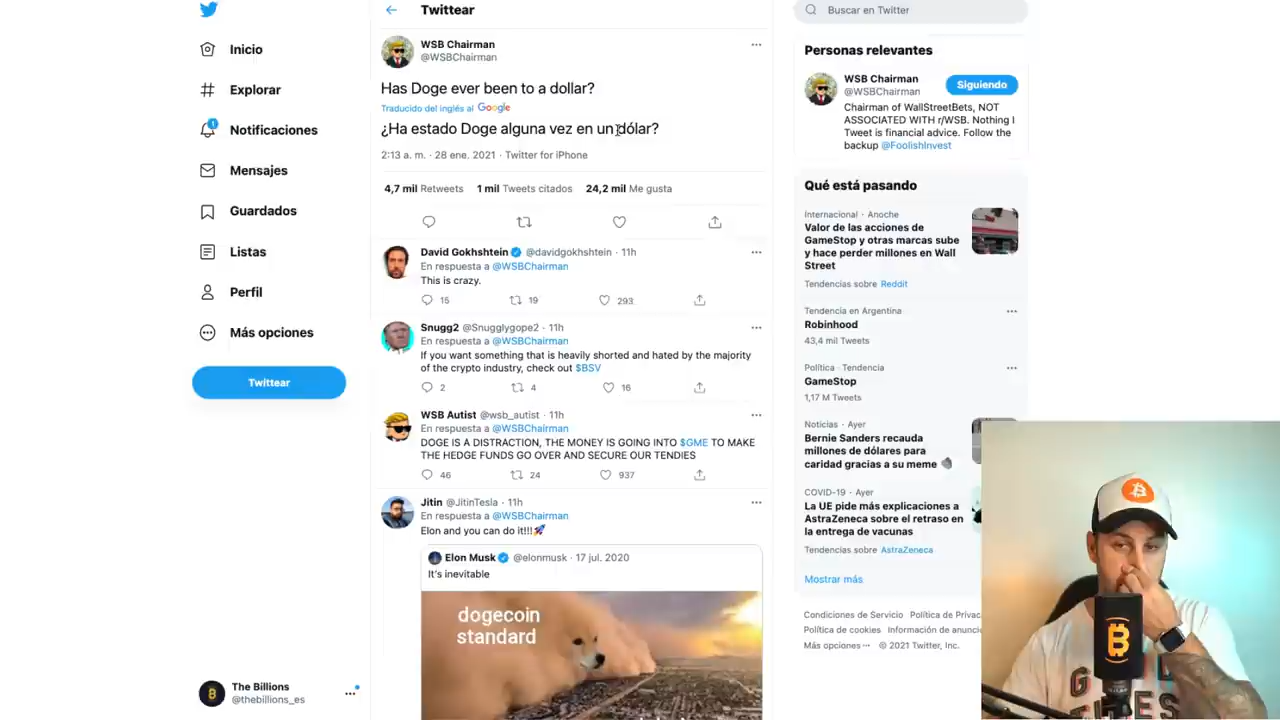 Inicio
Explorar
1
Notificaciones
Mensajes
Guardados
Listas
Perfil
Más opciones
Twittear
The Billions
@thebillions_es
Twittear
WSB Chairman
@WSBChairman
Has Doge ever been to a dollar?
Traducido del inglés al Google
¿Ha estado Doge alguna vez en un dólar?
2:13 a. m. · 28 ene. 2021 · Twitter for iPhone
4,7 mil Retweets 1 mil Tweets citados 24,2 mil Me gusta
David Gokhshtein @davidgokhshtein · 11h
En respuesta a @WSBChairman
This is crazy.
15 19 293
Snugg2 @Snugglygope2 · 11h
En respuesta a @WSBChairman
If you want something that is heavily shorted and hated by the majority
of the crypto industry, check out $BSV
2 4 16
WSB Autist @wsb_autist · 11h
En respuesta a @WSBChairman
DOGE IS A DISTRACTION, THE MONEY IS GOING INTO $GME TO MAKE
THE HEDGE FUNDS GO OVER AND SECURE OUR TENDIES
46 24 937
Jitin @JitinTesla · 11h
En respuesta a @WSBChairman
Elon and you can do it!!!🚀
Elon Musk @elonmusk · 17 jul. 2020
It's inevitable
dogecoin
standard
Buscar en Twitter
Personas relevantes
WSB Chairman
@WSBChairman
Siguiendo
Chairman of WallStreetBets, NOT
ASSOCIATED WITH r/WSB. Nothing I
Tweet is financial advice. Follow the
backup @FoolishInvest
Qué está pasando
Internacional · Anoche
Valor de las acciones de
GameStop y otras marcas sube
y hace perder millones en Wall
Street
Tendencias sobre Reddit
Tendencia en Argentina
Robinhood
43,4 mil Tweets
Política · Tendencia
GameStop
1,17 M Tweets
Noticias · Ayer
Bernie Sanders recauda
millones de dólares para
caridad gracias a su meme
COVID-19 · Ayer
La UE pide más explicaciones a
AstraZeneca sobre el retraso en
la entrega de vacunas
Tendencias sobre AstraZeneca
Mostrar más
Condiciones de Servicio Política de Privac
Política de cookies Información de anunci
Más opciones ··· © 2021 Twitter, Inc.